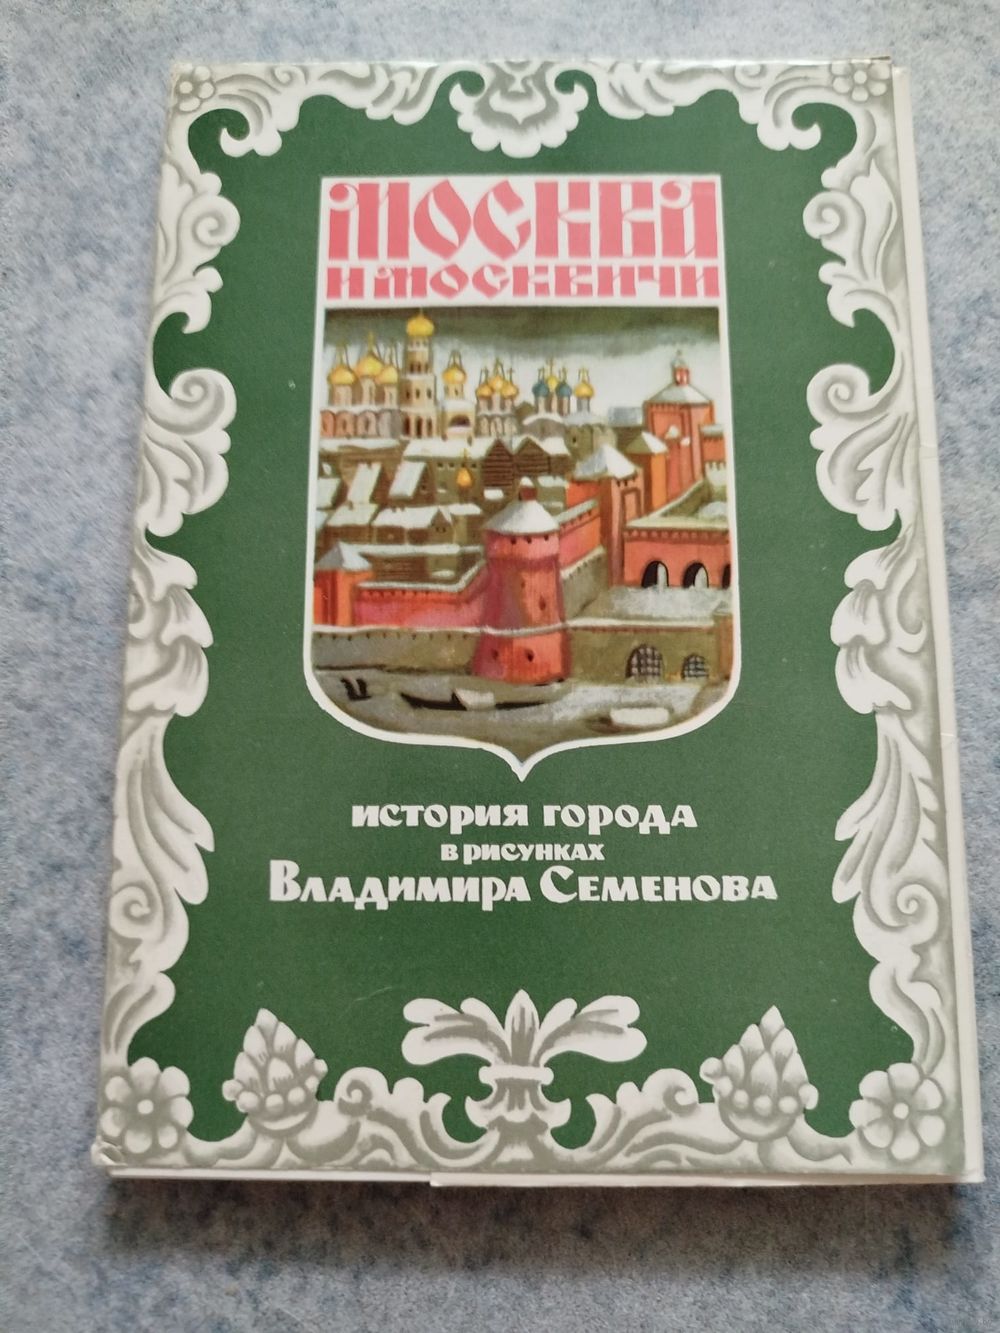 МОСКВА
И МОСКВИЧИ
ИСТОРИЯ ГОРОДА
В РИСУНКАХ
ВЛАДИМИРА СЕМЕНОВА